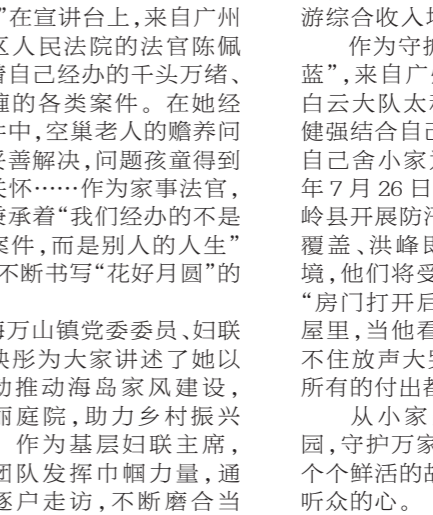 ”在宣讲台上，来自广州
区人民法院的法官陈佩
着自己经办的千头万绪、
瞳的各类案件。在她经
件中，空巢老人的赡养问
妥善解决，问题孩童得到
关怀……作为家事法官，
秉承着“我们经办的不是
案件，而是别人的人生”
不断书写“花好月圆”的
海万山镇党委委员、妇联
央彤为大家讲述了她以
动推动海岛家风建设，
丽庭院，助力乡村振兴
作为基层妇联主席，
团队发挥巾帼力量，通
逐户走访，不断磨合当
游综合收入
作为守护
蓝”，来自广
白云大队太
健强结合自己
自己舍小家
年7月26日
岭县开展防
覆盖、洪峰
境，他们将受
“房门打开后
屋里，当他看
不住放声大
所有的付出都
从小家
园，守护万家
个个鲜活的故
听众的心。